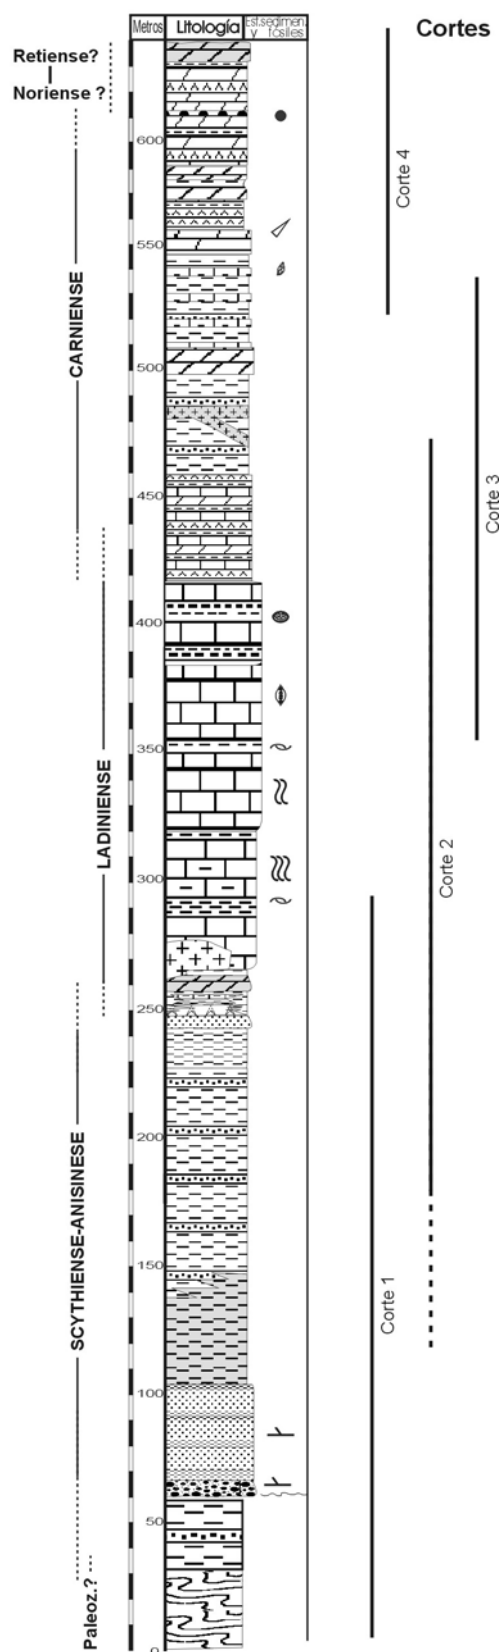 Metros
Litología
Est.sedimen.
y fósiles
Cortes
Retiense?
Noriense ?
600
550
500
450
400
350
300
250
200
150
100
50
0
CARNIENSE
LADINIENSE
SCYTHIENSE-ANISINESE
Paleoz.?
Corte 4
Corte 3
Corte 2
Corte 1